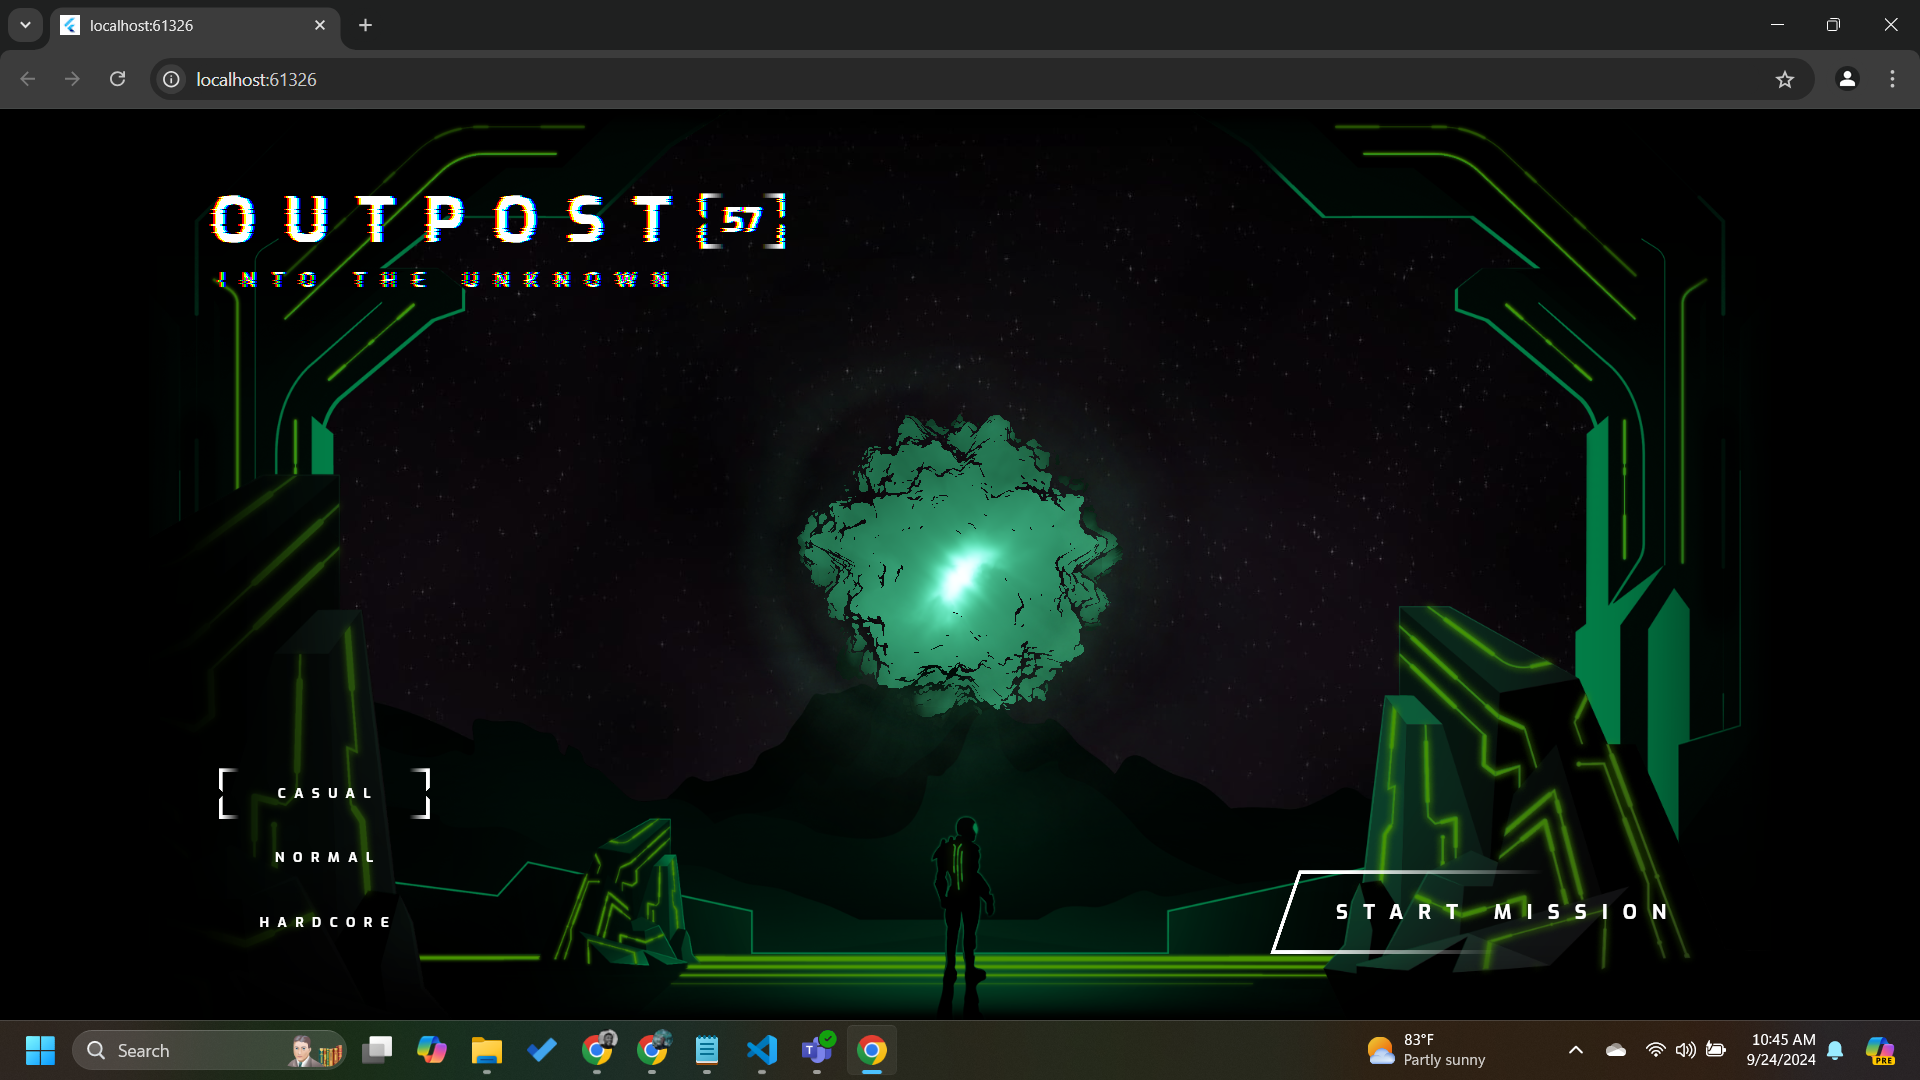 localhost:61326
localhost:61326
OUTPOST [57]
INTO THE UNKNOWN
CASUAL
NORMAL
HARDCORE
START MISSION
Search
83°F
Partly sunny
10:45 AM
9/24/2024
PRE